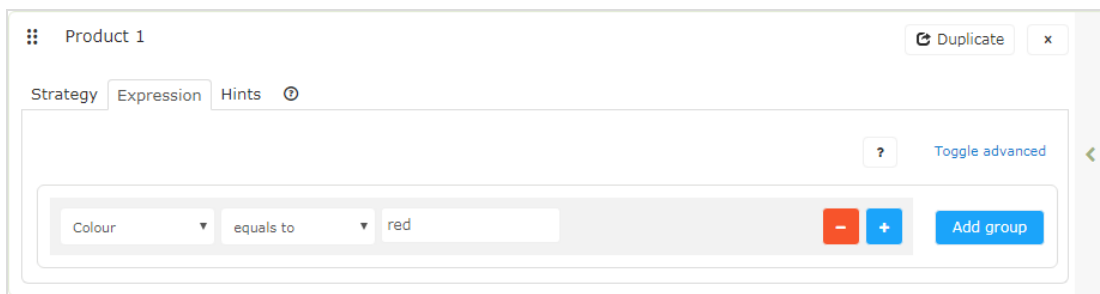 Product 1
Duplicate x
Strategy Expression Hints ?
? Toggle advanced
Colour equals to red - + Add group